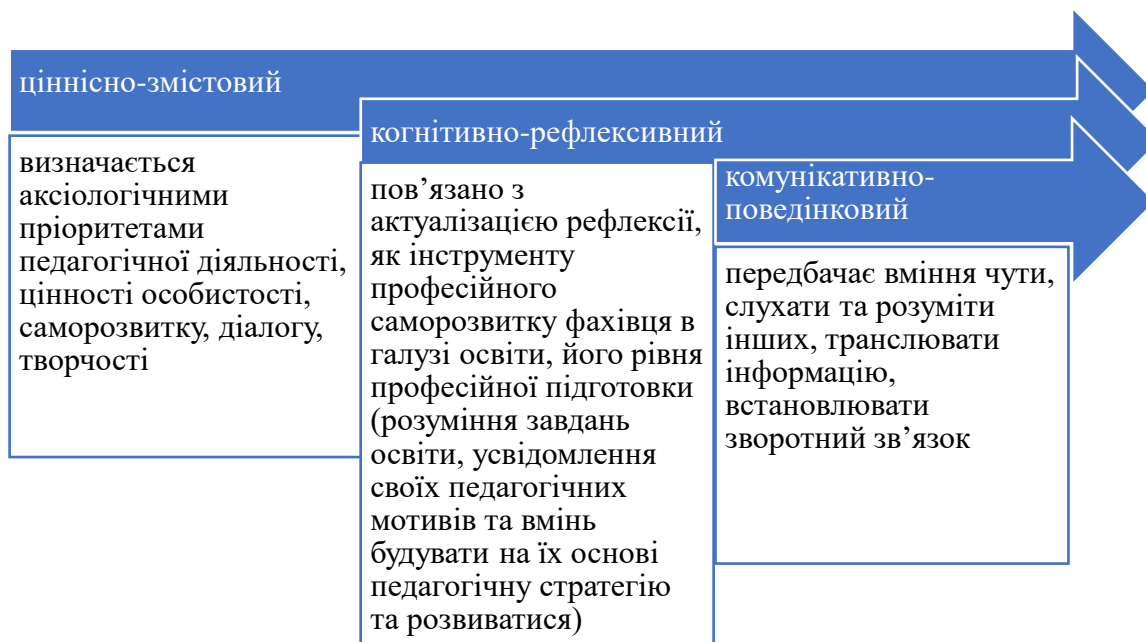 ціннісно-змістовий
визначається
аксіологічними
пріоритетами
педагогічної діяльності,
цінності особистості,
саморозвитку, діалогу,
творчості
когнітивно-рефлексивний
пов’язано з
актуалізацією рефлексії,
як інструменту
професійного
саморозвитку фахівця в
галузі освіти, його рівня
професійної підготовки
(розуміння завдань
освіти, усвідомлення
своїх педагогічних
мотивів та вмінь
будувати на їх основі
педагогічну стратегію
та розвиватися)
комунікативно-
поведінковий
передбачає вміння чути,
слухати та розуміти
інших, транслювати
інформацію,
встановлювати
зворотний зв’язок